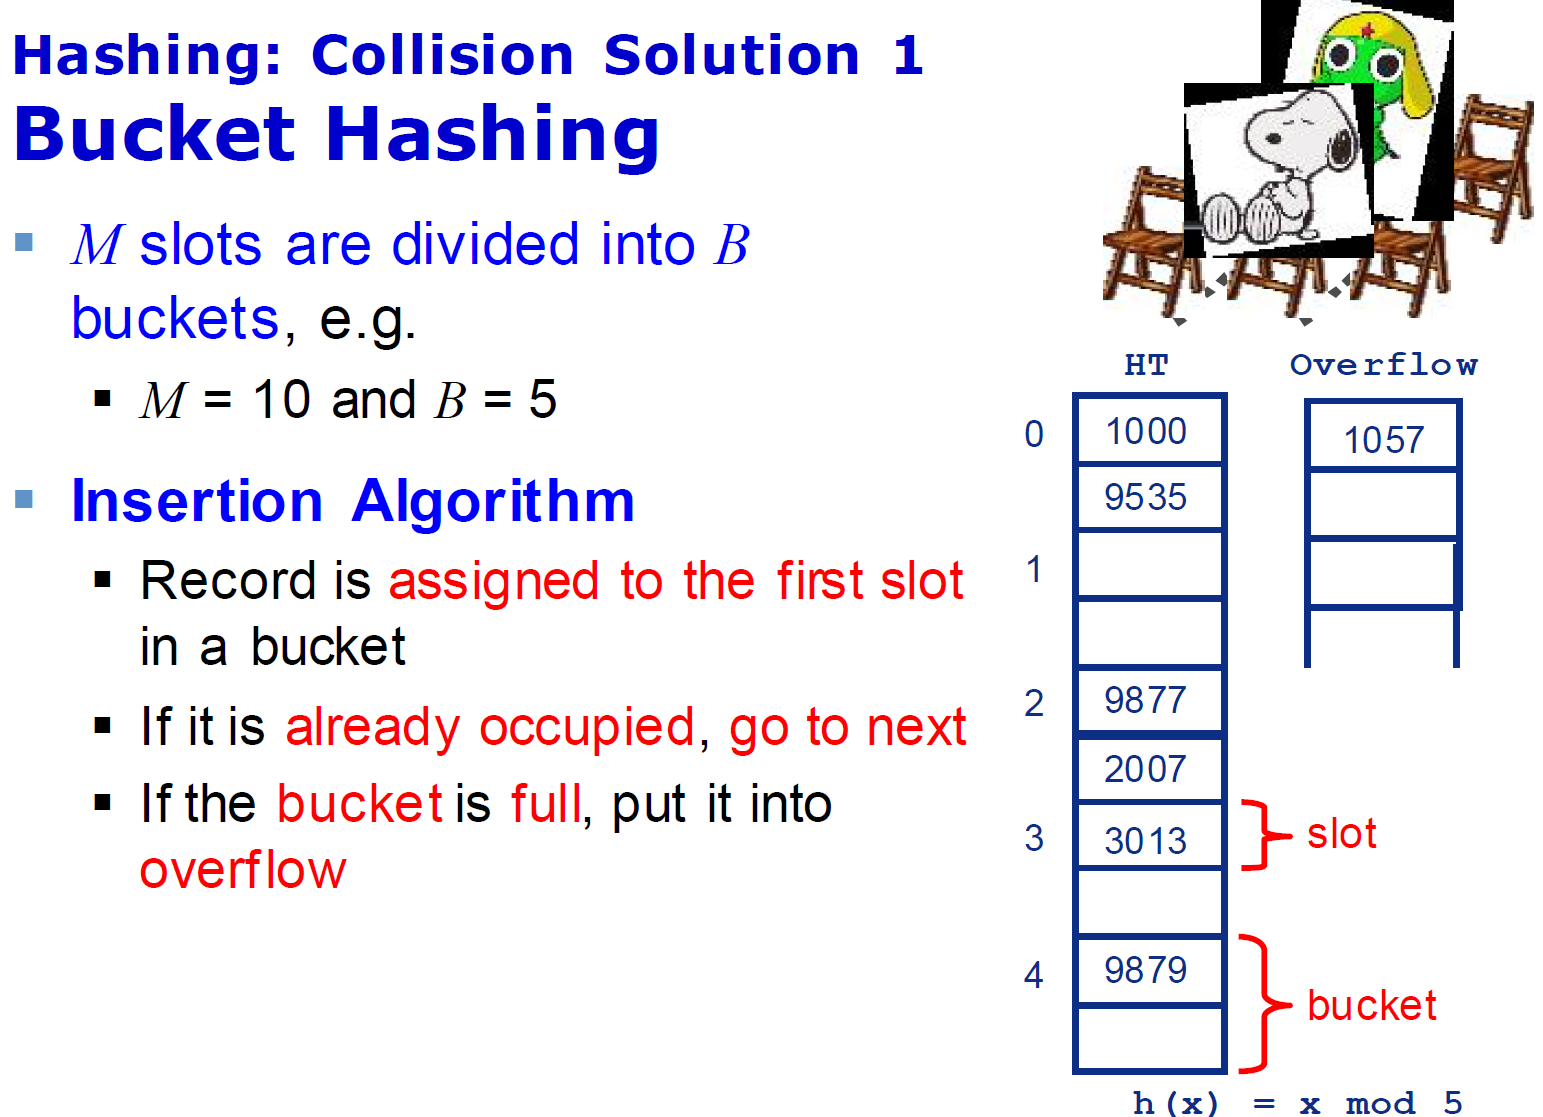 Hashing: Collision Solution 1
Bucket Hashing
▪ M slots are divided into B
buckets, e.g.
▪ M = 10 and B = 5
▪ Insertion Algorithm
▪ Record is assigned to the first slot
in a bucket
▪ If it is already occupied, go to next
▪ If the bucket is full, put it into
overflow
HT Overflow
0 1000 1057
9535
1
2 9877
2007
3 3013 slot
4 9879
bucket
h(x) = x mod 5